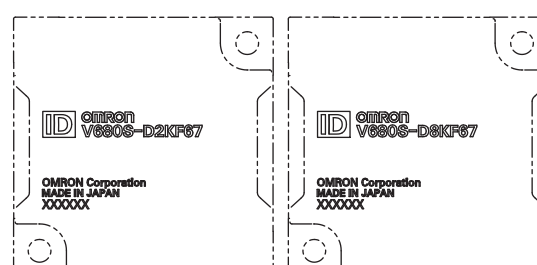 ID OMRON
V680S-D2KF67
OMRON Corporation
MADE IN JAPAN
XXXXXX
ID OMRON
V680S-D8KF67
OMRON Corporation
MADE IN JAPAN
XXXXXX